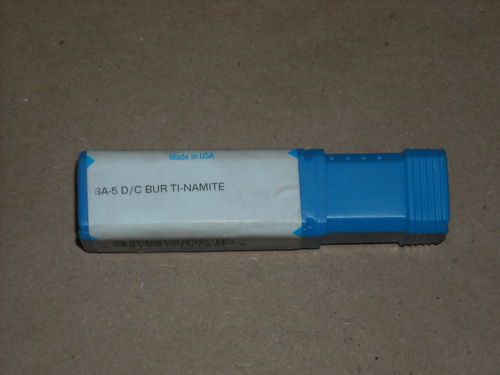 Made in USA
SA-5 D/C BUR TI-NAMITE